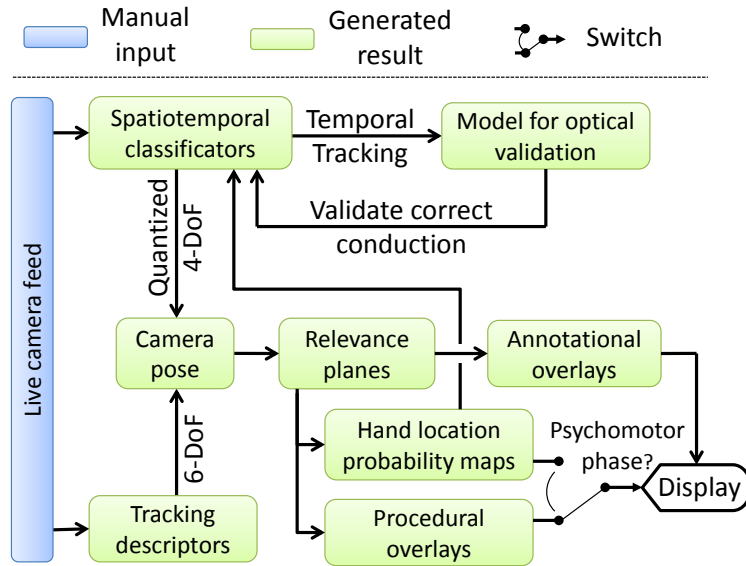 Manual
input
Generated
result
Switch
Live camera feed
Spatiotemporal
classificators
Temporal
Tracking
Model for optical
validation
Validate correct
conduction
Quantized
4-DoF
Camera
pose
Relevance
planes
Annotational
overlays
6-DoF
Hand location
probability maps
Psychomotor
phase?
Display
Tracking
descriptors
Procedural
overlays